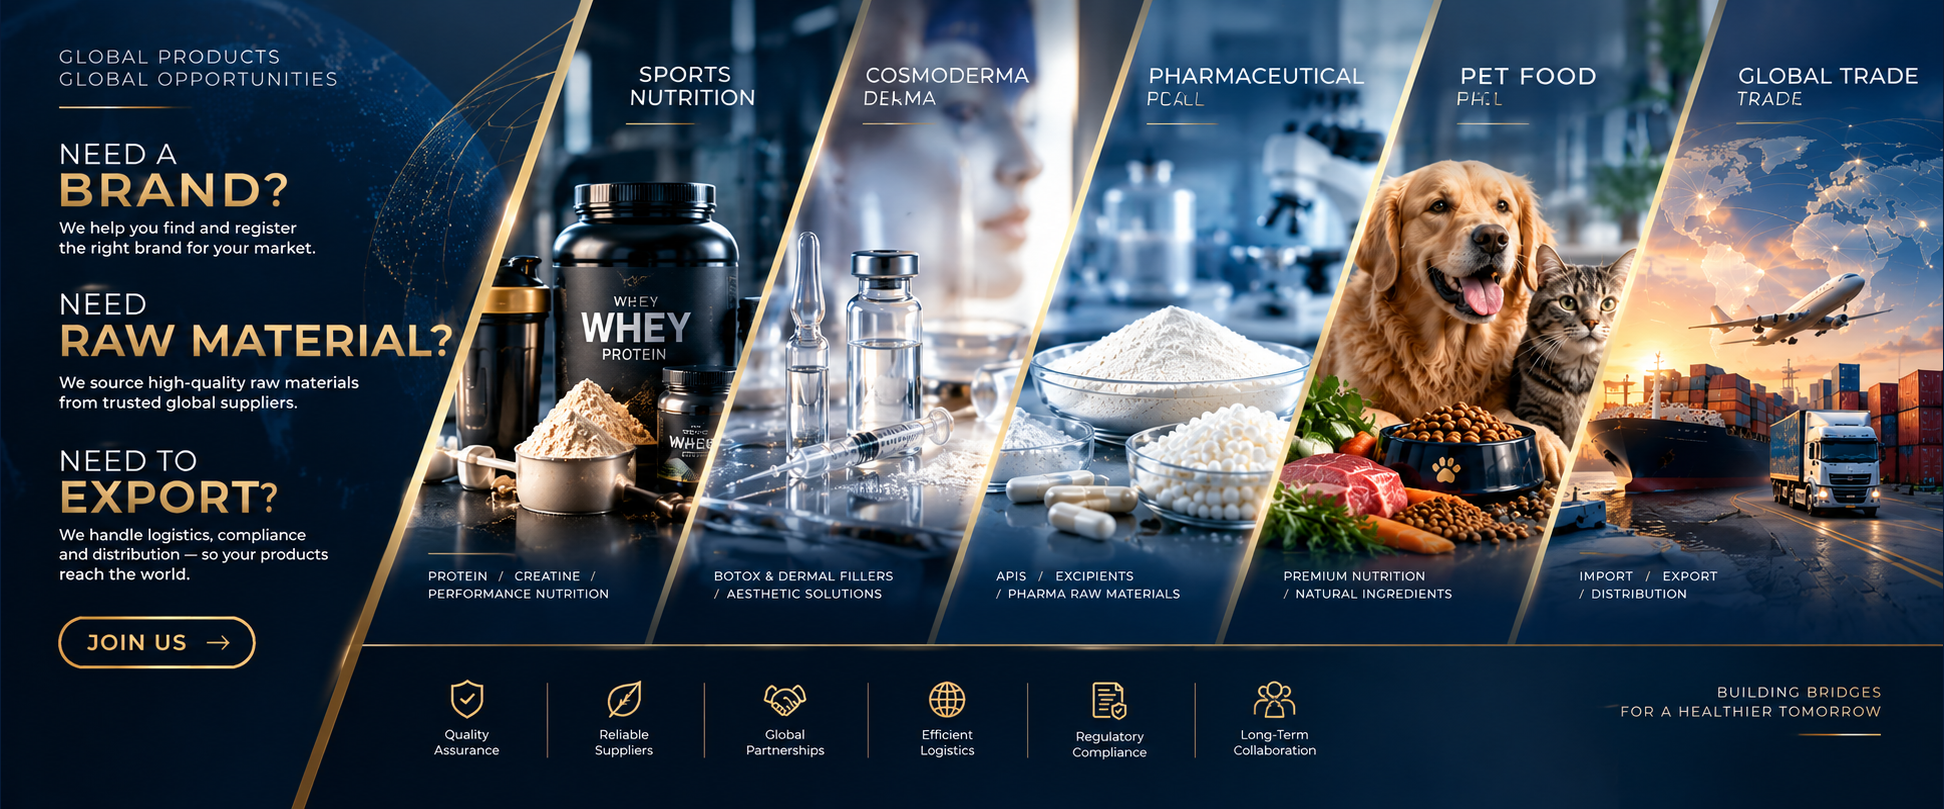 GLOBAL PRODUCTS
GLOBAL OPPORTUNITIES
NEED A
BRAND?
We help you find and register
the right brand for your market.
NEED
RAW MATERIAL?
We source high-quality raw materials
from trusted global suppliers.
NEED TO
EXPORT?
We handle logistics, compliance
and distribution — so your products
reach the world.
JOIN US
SPORTS
NUTRITION
WHEY
WHEY
PROTEIN
WHEY
PROTEIN / CREATINE /
PERFORMANCE NUTRITION
COSMODERMA
DERMA
BOTOX & DERMAL FILLERS
/ AESTHETIC SOLUTIONS
PHARMACEUTICAL
APIS / EXCIPIENTS
/ PHARMA RAW MATERIALS
PET FOOD
PREMIUM NUTRITION
/ NATURAL INGREDIENTS
GLOBAL TRADE
TRADE
IMPORT / EXPORT
/ DISTRIBUTION
Quality
Assurance
Reliable
Suppliers
Global
Partnerships
Efficient
Logistics
Regulatory
Compliance
Long-Term
Collaboration
BUILDING BRIDGES
FOR A HEALTHIER TOMORROW